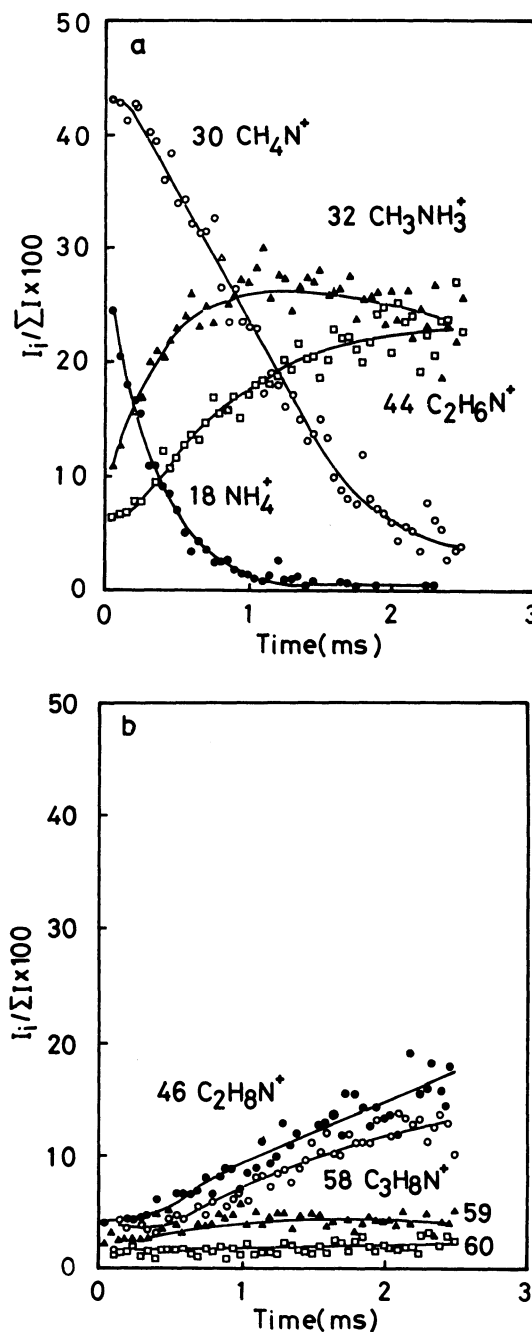 a
50
40
30
20
10
0
I_i/ΣI×100
30 CH₄N⁺
32 CH₃NH₃⁺
44 C₂H₆N⁺
18 NH₄⁺
0 1 2 3
Time(ms)
b
50
40
30
20
10
0
I_i/ΣI×100
46 C₂H₈N⁺
58 C₃H₈N⁺
59
60
0 1 2 3
Time(ms)